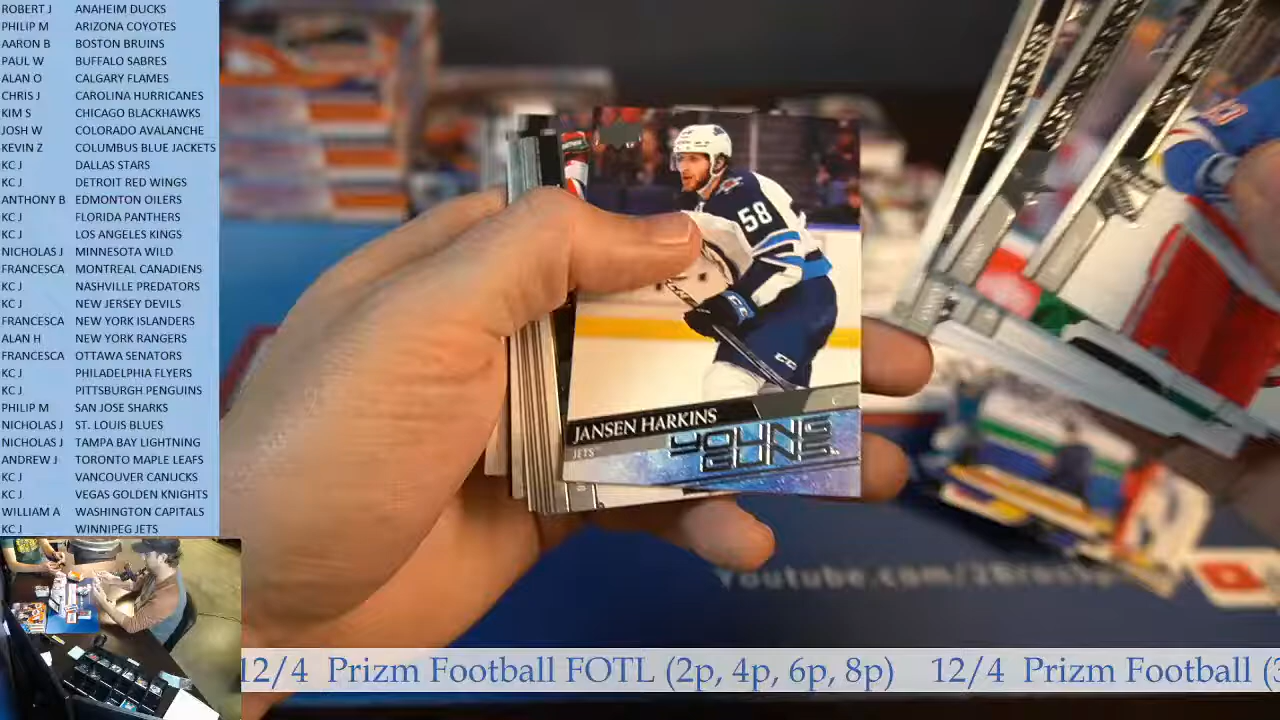 ROBERT J ANAHEIM DUCKS
PHILIP M ARIZONA COYOTES
AARON B BOSTON BRUINS
PAUL W BUFFALO SABRES
ALAN O CALGARY FLAMES
CHRIS J CAROLINA HURRICANES
KIM S CHICAGO BLACKHAWKS
JOSH W COLORADO AVALANCHE
KEVIN Z COLUMBUS BLUE JACKETS
KC J DALLAS STARS
KC J DETROIT RED WINGS
ANTHONY B EDMONTON OILERS
KC J FLORIDA PANTHERS
KC J LOS ANGELES KINGS
NICHOLAS J MINNESOTA WILD
FRANCESCA MONTREAL CANADIENS
KC J NASHVILLE PREDATORS
KC J NEW JERSEY DEVILS
FRANCESCA NEW YORK ISLANDERS
ALAN H NEW YORK RANGERS
FRANCESCA OTTAWA SENATORS
KC J PHILADELPHIA FLYERS
KC J PITTSBURGH PENGUINS
PHILIP M SAN JOSE SHARKS
NICHOLAS J ST. LOUIS BLUES
NICHOLAS J TAMPA BAY LIGHTNING
ANDREW J TORONTO MAPLE LEAFS
KC J VANCOUVER CANUCKS
KC J VEGAS GOLDEN KNIGHTS
WILLIAM A WASHINGTON CAPITALS
KC J WINNIPEG JETS
58
CCM
CCM
JANSEN HARKINS C
JETS YOUNG GUNS
12/4 Prizm Football FOTL (2p, 4p, 6p, 8p) 12/4 Prizm Football (3